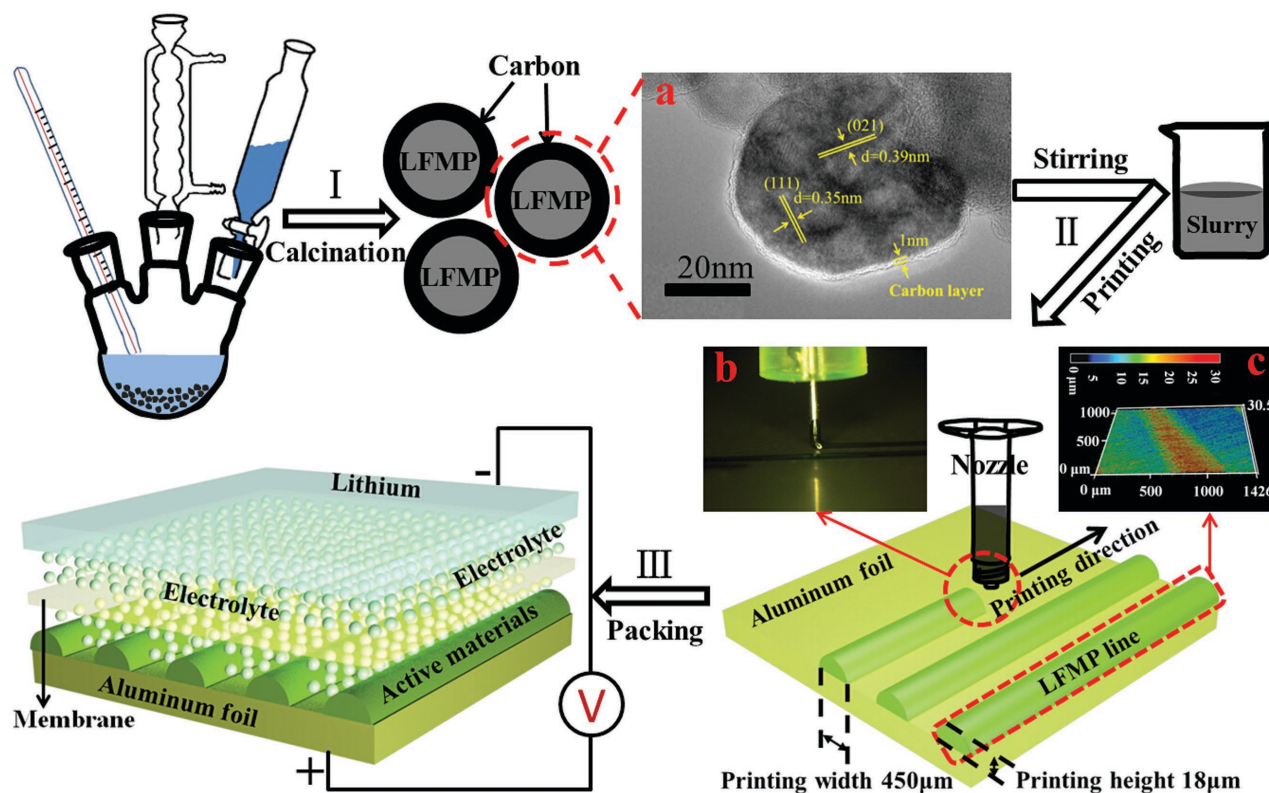 Carbon
LFMP
LFMP
LFMP
I
Calcination
a
(021)
d=0.39nm
(111)
d=0.35nm
1nm
Carbon layer
20nm
Stirring
II
Printing
Slurry
b
c
0 μm
5
10
15
20
25
30
30.5
1000
500
0 μm
0 μm
500
1000
1426
Nozzle
Aluminum foil
Printing direction
LFMP line
Printing width 450μm
Printing height 18μm
III
Packing
-
Lithium
Electrolyte
Electrolyte
Active materials
Aluminum foil
Membrane
V
+